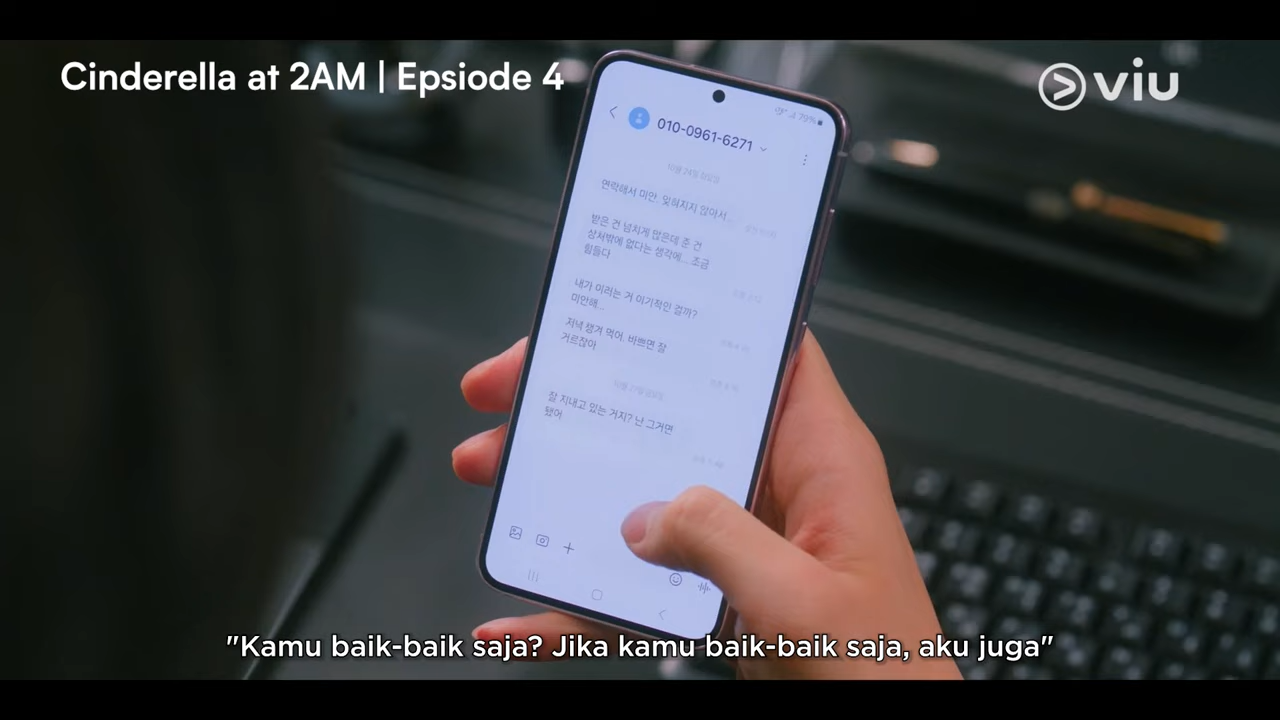 Cinderella at 2AM | Epsiode 4
viu
79%
010-0961-6271
연락해서 미안. 잊혀지지 않아서...
받은 건 넘치게 많은데 준 건
상처밖에 없다는 생각에... 조금
힘들다
내가 이러는 거 이기적인 걸까?
미안해...
저녁 챙겨 먹어. 바쁘면 잘
거르잖아
잘 지내고 있는 거지? 난 그거면
됐어
"Kamu baik-baik saja? Jika kamu baik-baik saja, aku juga"